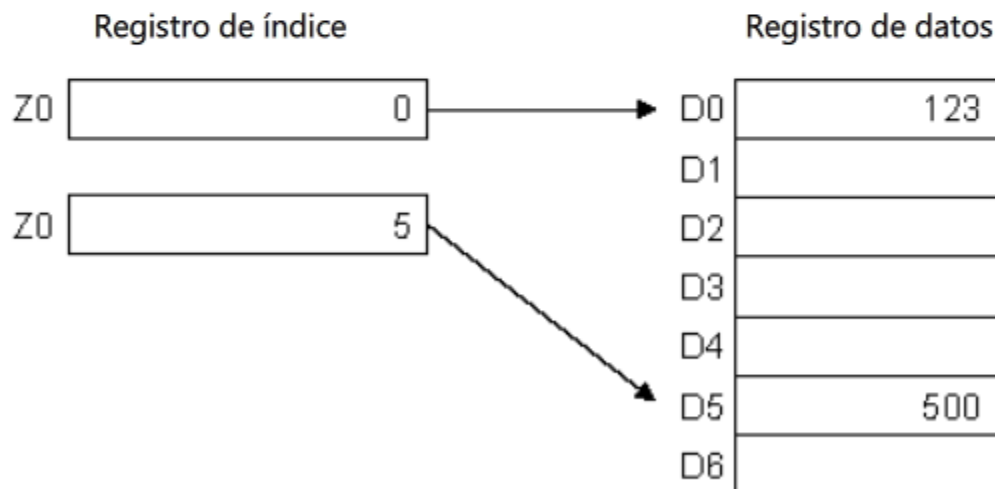 Registro de índice Registro de datos
Z0 0 D0 123
D1
Z0 5 D2
D3
D4
D5 500
D6